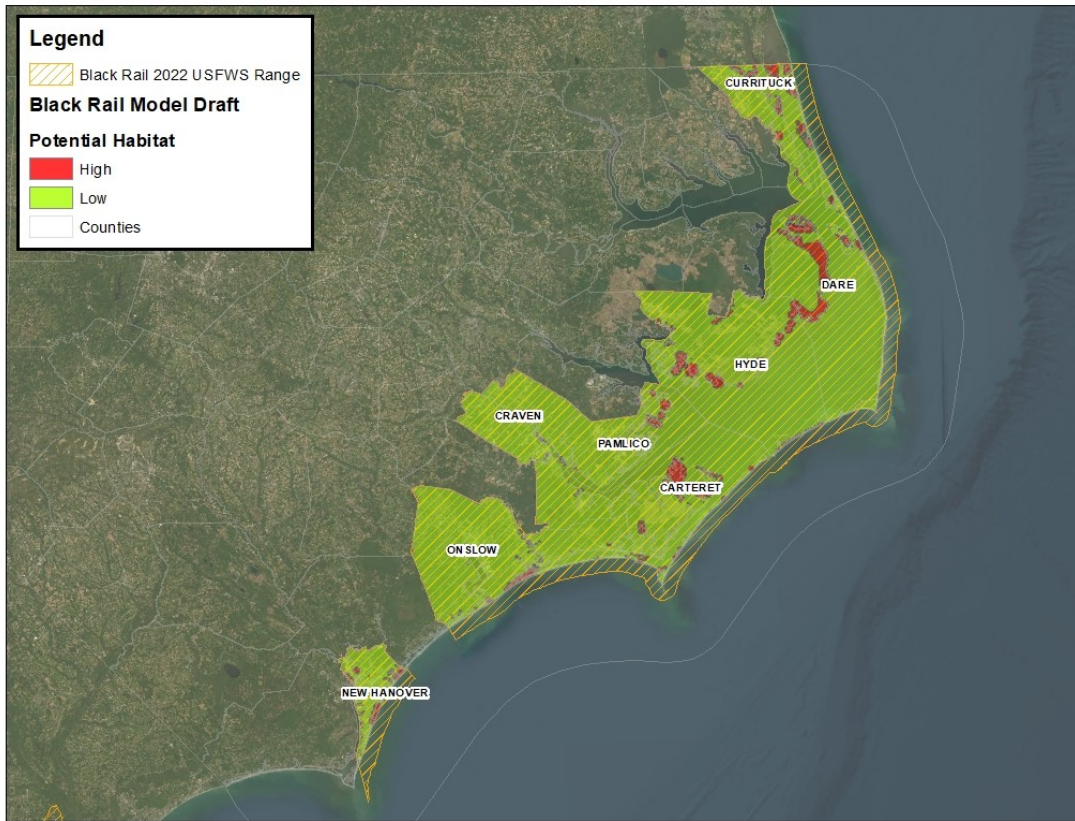 Legend
Black Rail 2022 USFWS Range
Black Rail Model Draft
Potential Habitat
High
Low
Counties
CURRITUCK
DARE
HYDE
CRAVEN
PAMLICO
CARTERET
ONSLOW
NEW HANOVER